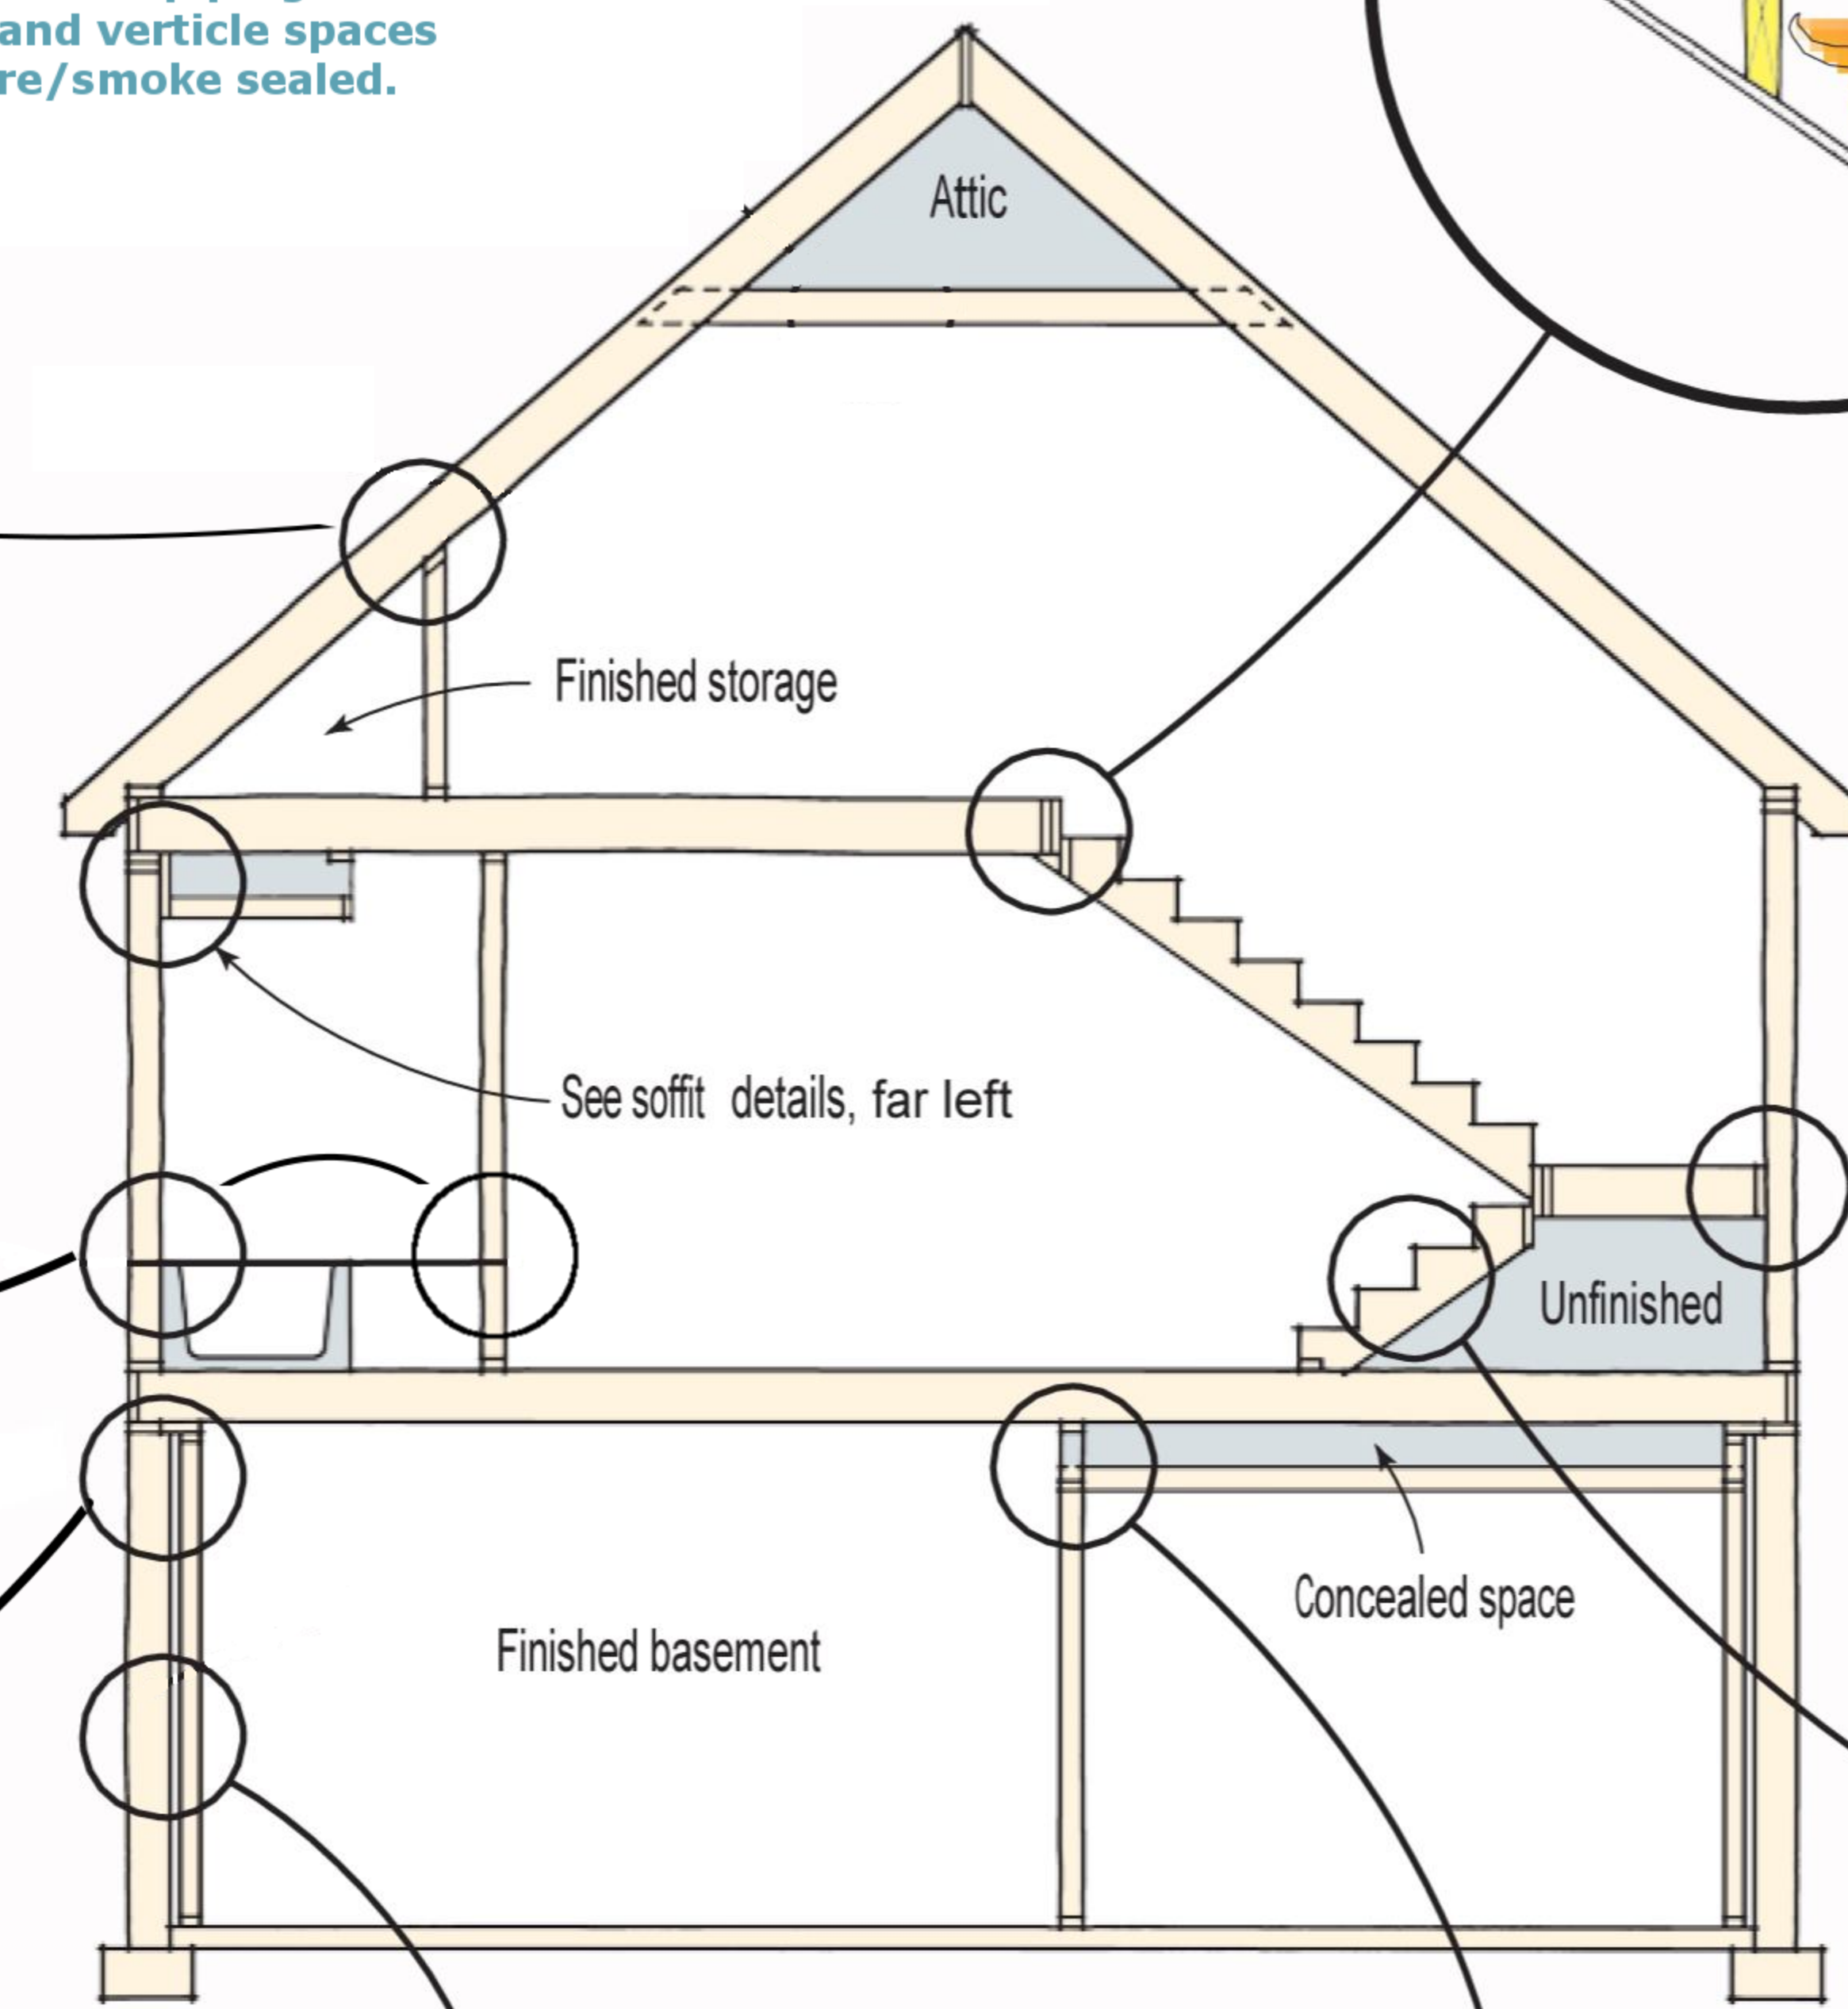 and verticle spaces
re/smoke sealed.
Attic
Finished storage
See soffit details, far left
Unfinished
Concealed space
Finished basement